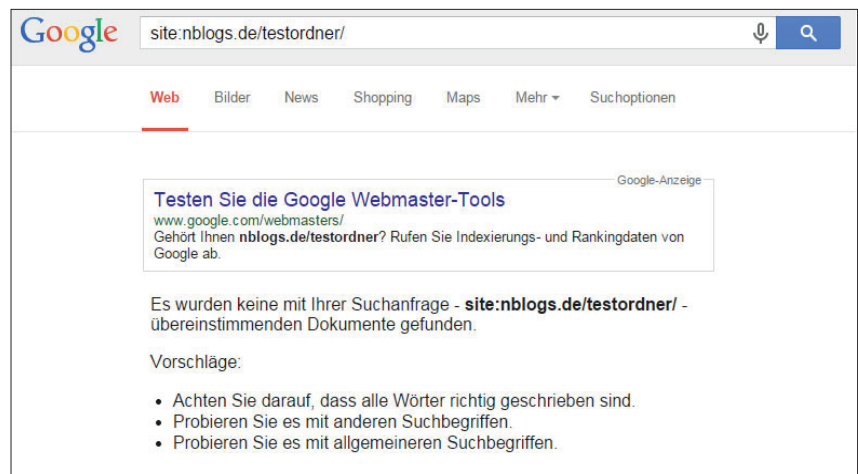 Google site:nblogs.de/testordner/
Web Bilder News Shopping Maps Mehr Suchoptionen
Google-Anzeige
Testen Sie die Google Webmaster-Tools
www.google.com/webmasters/
Gehört Ihnen nblogs.de/testordner? Rufen Sie Indexierungs- und Rankingdaten von
Google ab.
Es wurden keine mit Ihrer Suchanfrage - site:nblogs.de/testordner/ -
übereinstimmenden Dokumente gefunden.
Vorschläge:
• Achten Sie darauf, dass alle Wörter richtig geschrieben sind.
• Probieren Sie es mit anderen Suchbegriffen.
• Probieren Sie es mit allgemeineren Suchbegriffen.